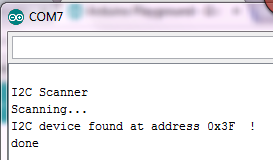 COM7
I2C Scanner
Scanning...
I2C device found at address 0x3F  !
done